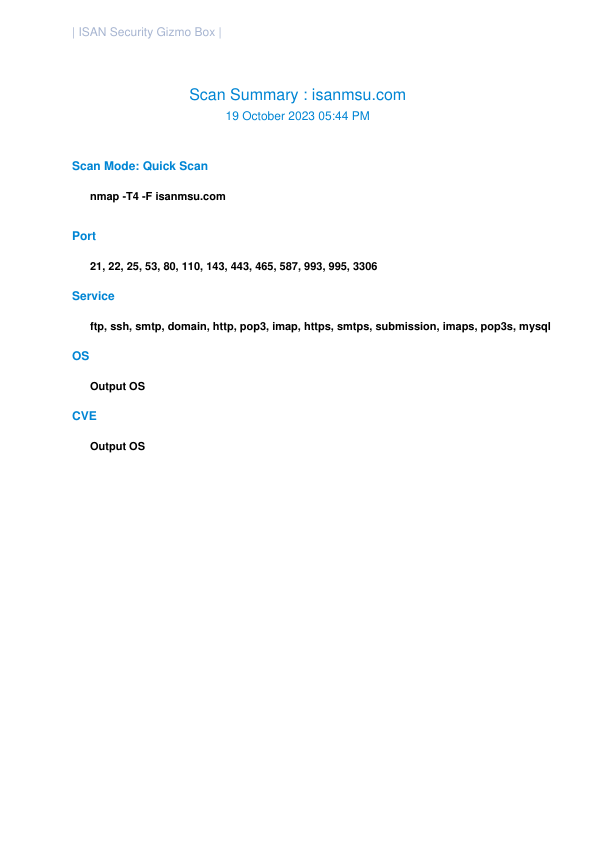 | ISAN Security Gizmo Box |
Scan Summary : isanmsu.com
19 October 2023 05:44 PM
Scan Mode: Quick Scan
nmap -T4 -F isanmsu.com
Port
21, 22, 25, 53, 80, 110, 143, 443, 465, 587, 993, 995, 3306
Service
ftp, ssh, smtp, domain, http, pop3, imap, https, smtps, submission, imaps, pop3s, mysql
OS
Output OS
CVE
Output OS